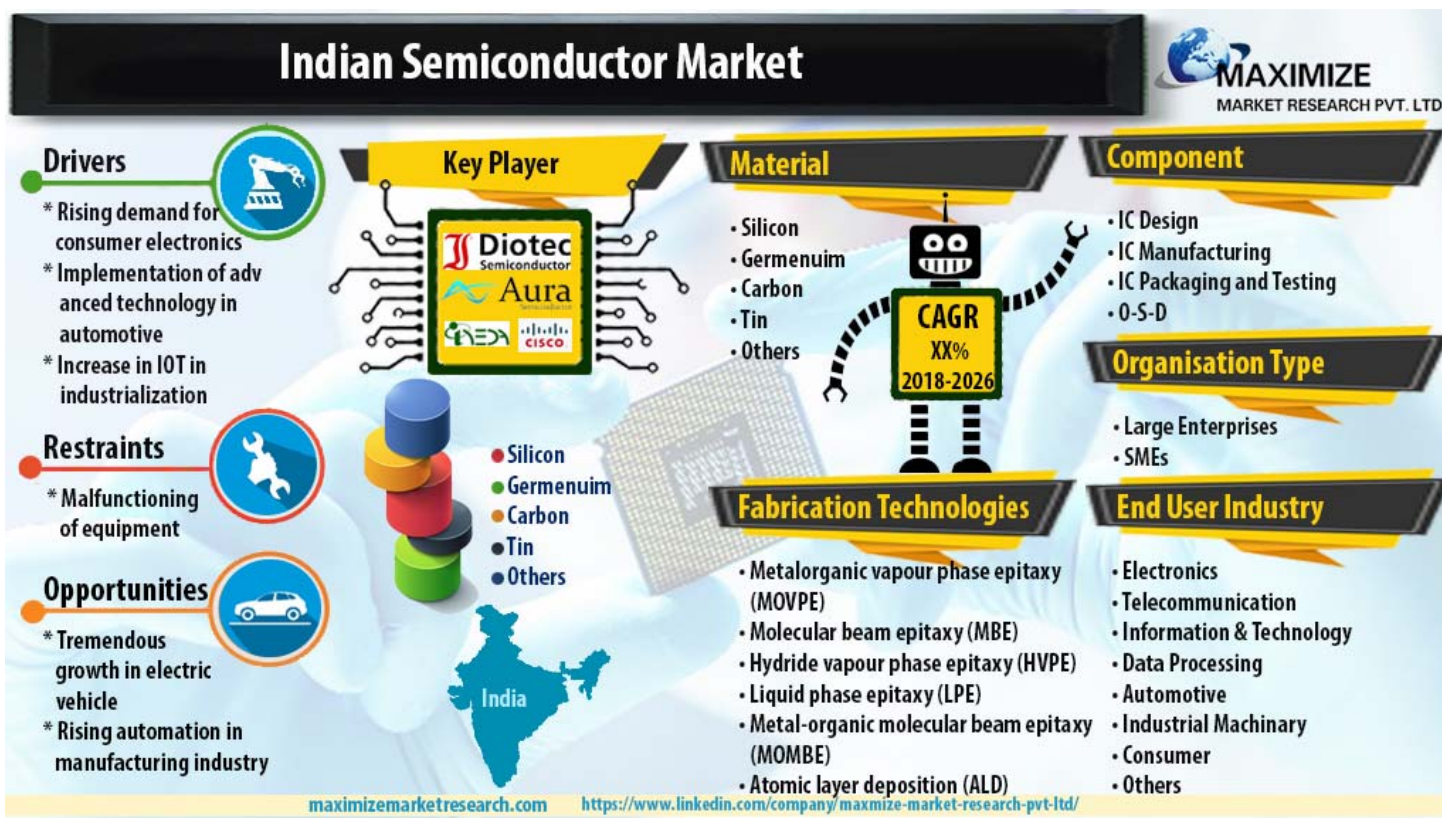 Indian Semiconductor Market
MAXIMIZE
MARKET RESEARCH PVT. LTD
Drivers
* Rising demand for
consumer electronics
* Implementation of adv
anced technology in
automotive
* Increase in IOT in
industrialization
Restraints
* Malfunctioning
of equipment
Opportunities
* Tremendous
growth in electric
vehicle
* Rising automation in
manufacturing industry
Key Player
Diotec
Semiconductor
Aura
Semiconductor
INEDA
CISCO
• Silicon
• Germenuim
• Carbon
• Tin
• Others
India
Material
• Silicon
• Germenuim
• Carbon
• Tin
• Others
CAGR
XX%
2018-2026
Fabrication Technologies
• Metalorganic vapour phase epitaxy
(MOVPE)
• Molecular beam epitaxy (MBE)
• Hydride vapour phase epitaxy (HVPE)
• Liquid phase epitaxy (LPE)
• Metal-organic molecular beam epitaxy
(MOMBE)
• Atomic layer deposition (ALD)
Component
• IC Design
• IC Manufacturing
• IC Packaging and Testing
• O-S-D
Organisation Type
• Large Enterprises
• SMEs
End User Industry
• Electronics
• Telecommunication
• Information & Technology
• Data Processing
• Automotive
• Industrial Machinary
• Consumer
• Others
maximizemarketresearch.com
https://www.linkedin.com/company/maxmize-market-research-pvt-ltd/